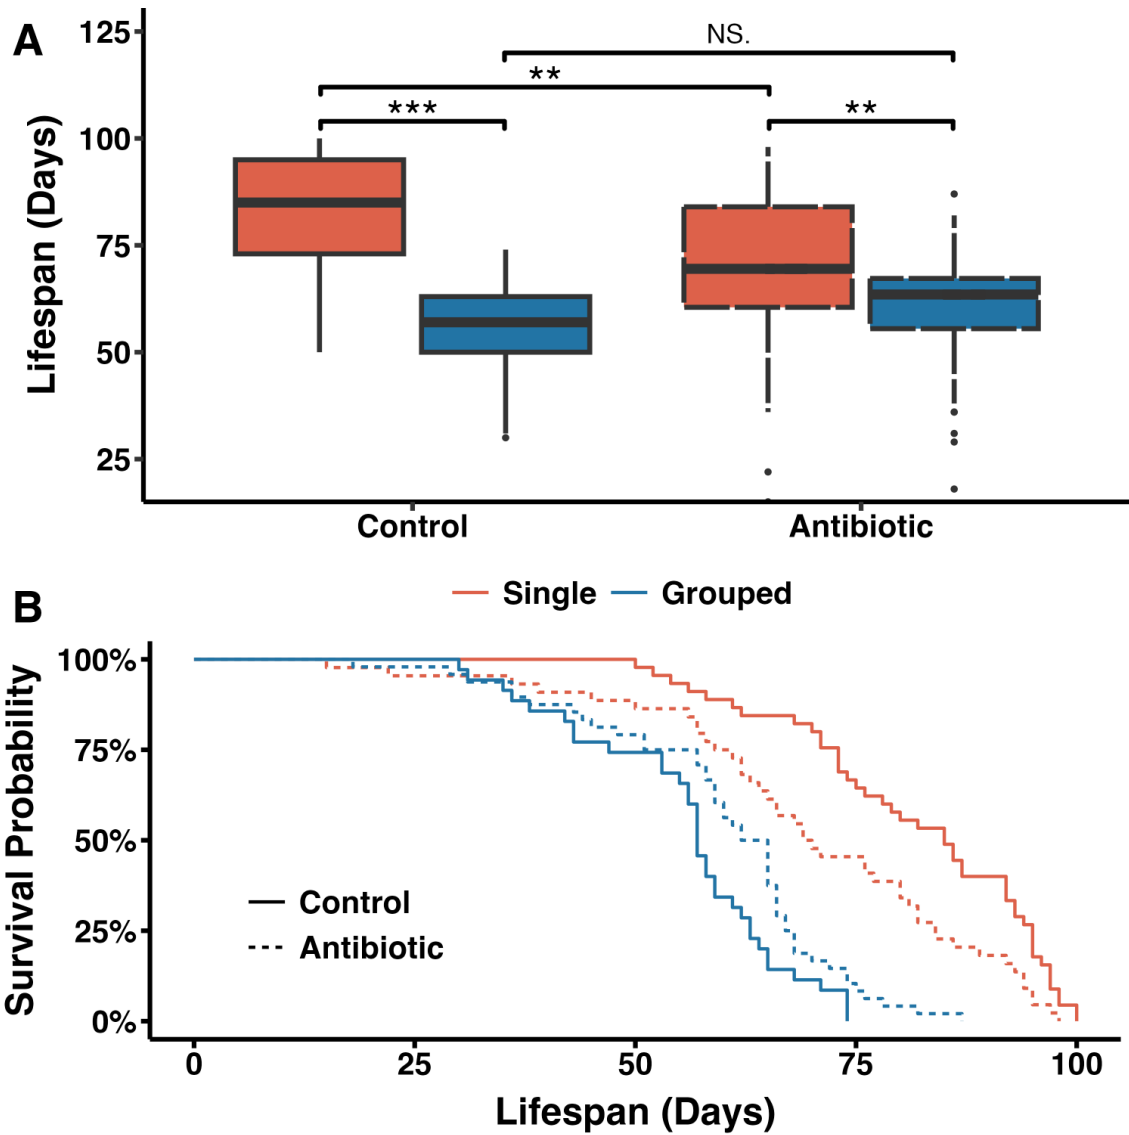 A
Lifespan (Days)
125
100
75
50
25
NS.
**
***
**
Control
Antibiotic
B
Single
Grouped
Survival Probability
100%
75%
50%
25%
0%
Control
Antibiotic
0
25
50
75
100
Lifespan (Days)